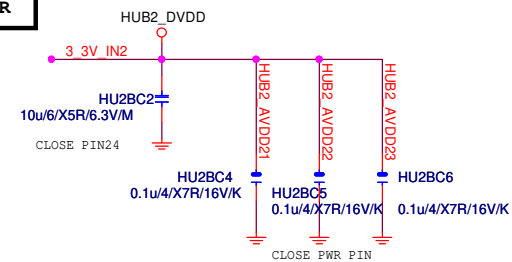 R
HUB2_DVDD
3_3V_IN2
HU2BC2
10u/6/X5R/6.3V/M
CLOSE PIN24
HUB2_AVDD21
HUB2_AVDD22
HUB2_AVDD23
HU2BC4
0.1u/4/X7R/16V/K
HU2BC5
0.1u/4/X7R/16V/K
HU2BC6
0.1u/4/X7R/16V/K
CLOSE PWR PIN